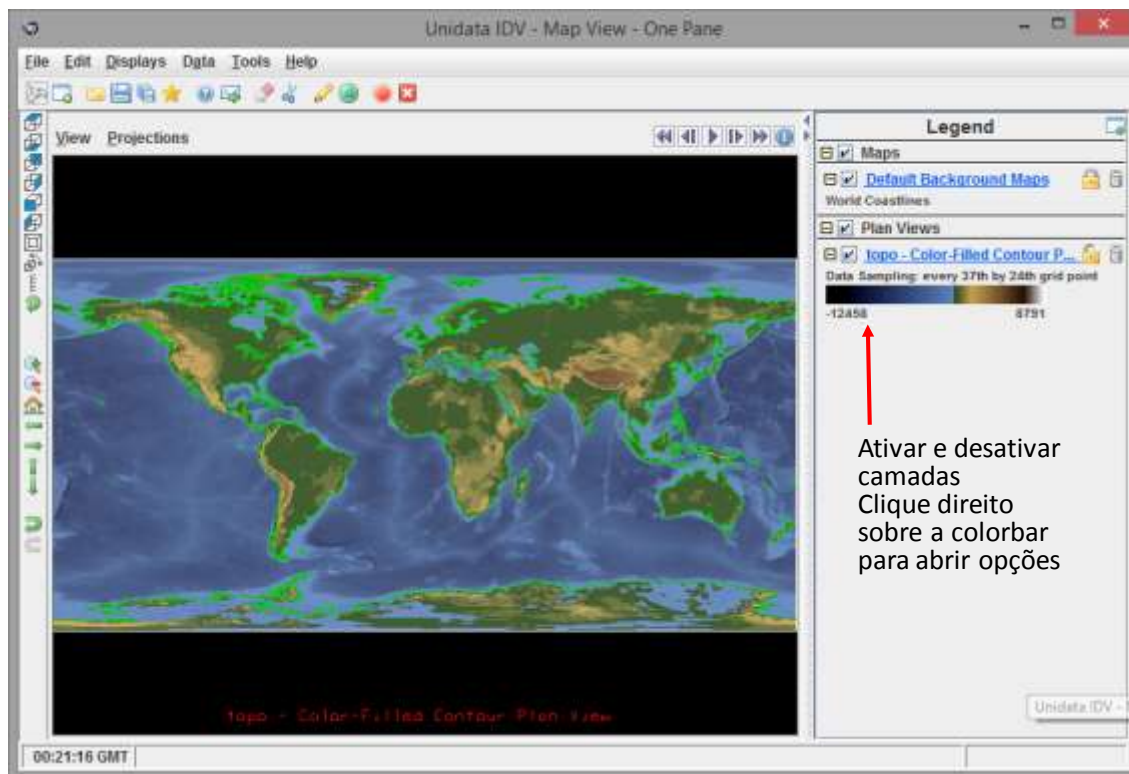 Unidata IDV - Map View - One Pane
File Edit Displays Data Tools Help
View Projections
Legend
Maps
Default Background Maps
World Coastlines
Plan Views
topo - Color-Filled Contour P...
Data Sampling: every 37th by 24th grid point
-12458 8791
Ativar e desativar
camadas
Clique direito
sobre a colorbar
para abrir opções
topo - Color-Filled Contour Plan View
Unidata IDV -
00:21:16 GMT